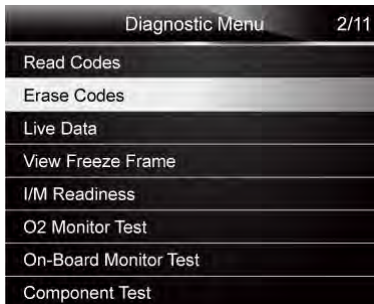 Diagnostic Menu 2/11
Read Codes
Erase Codes
Live Data
View Freeze Frame
I/M Readiness
O2 Monitor Test
On-Board Monitor Test
Component Test